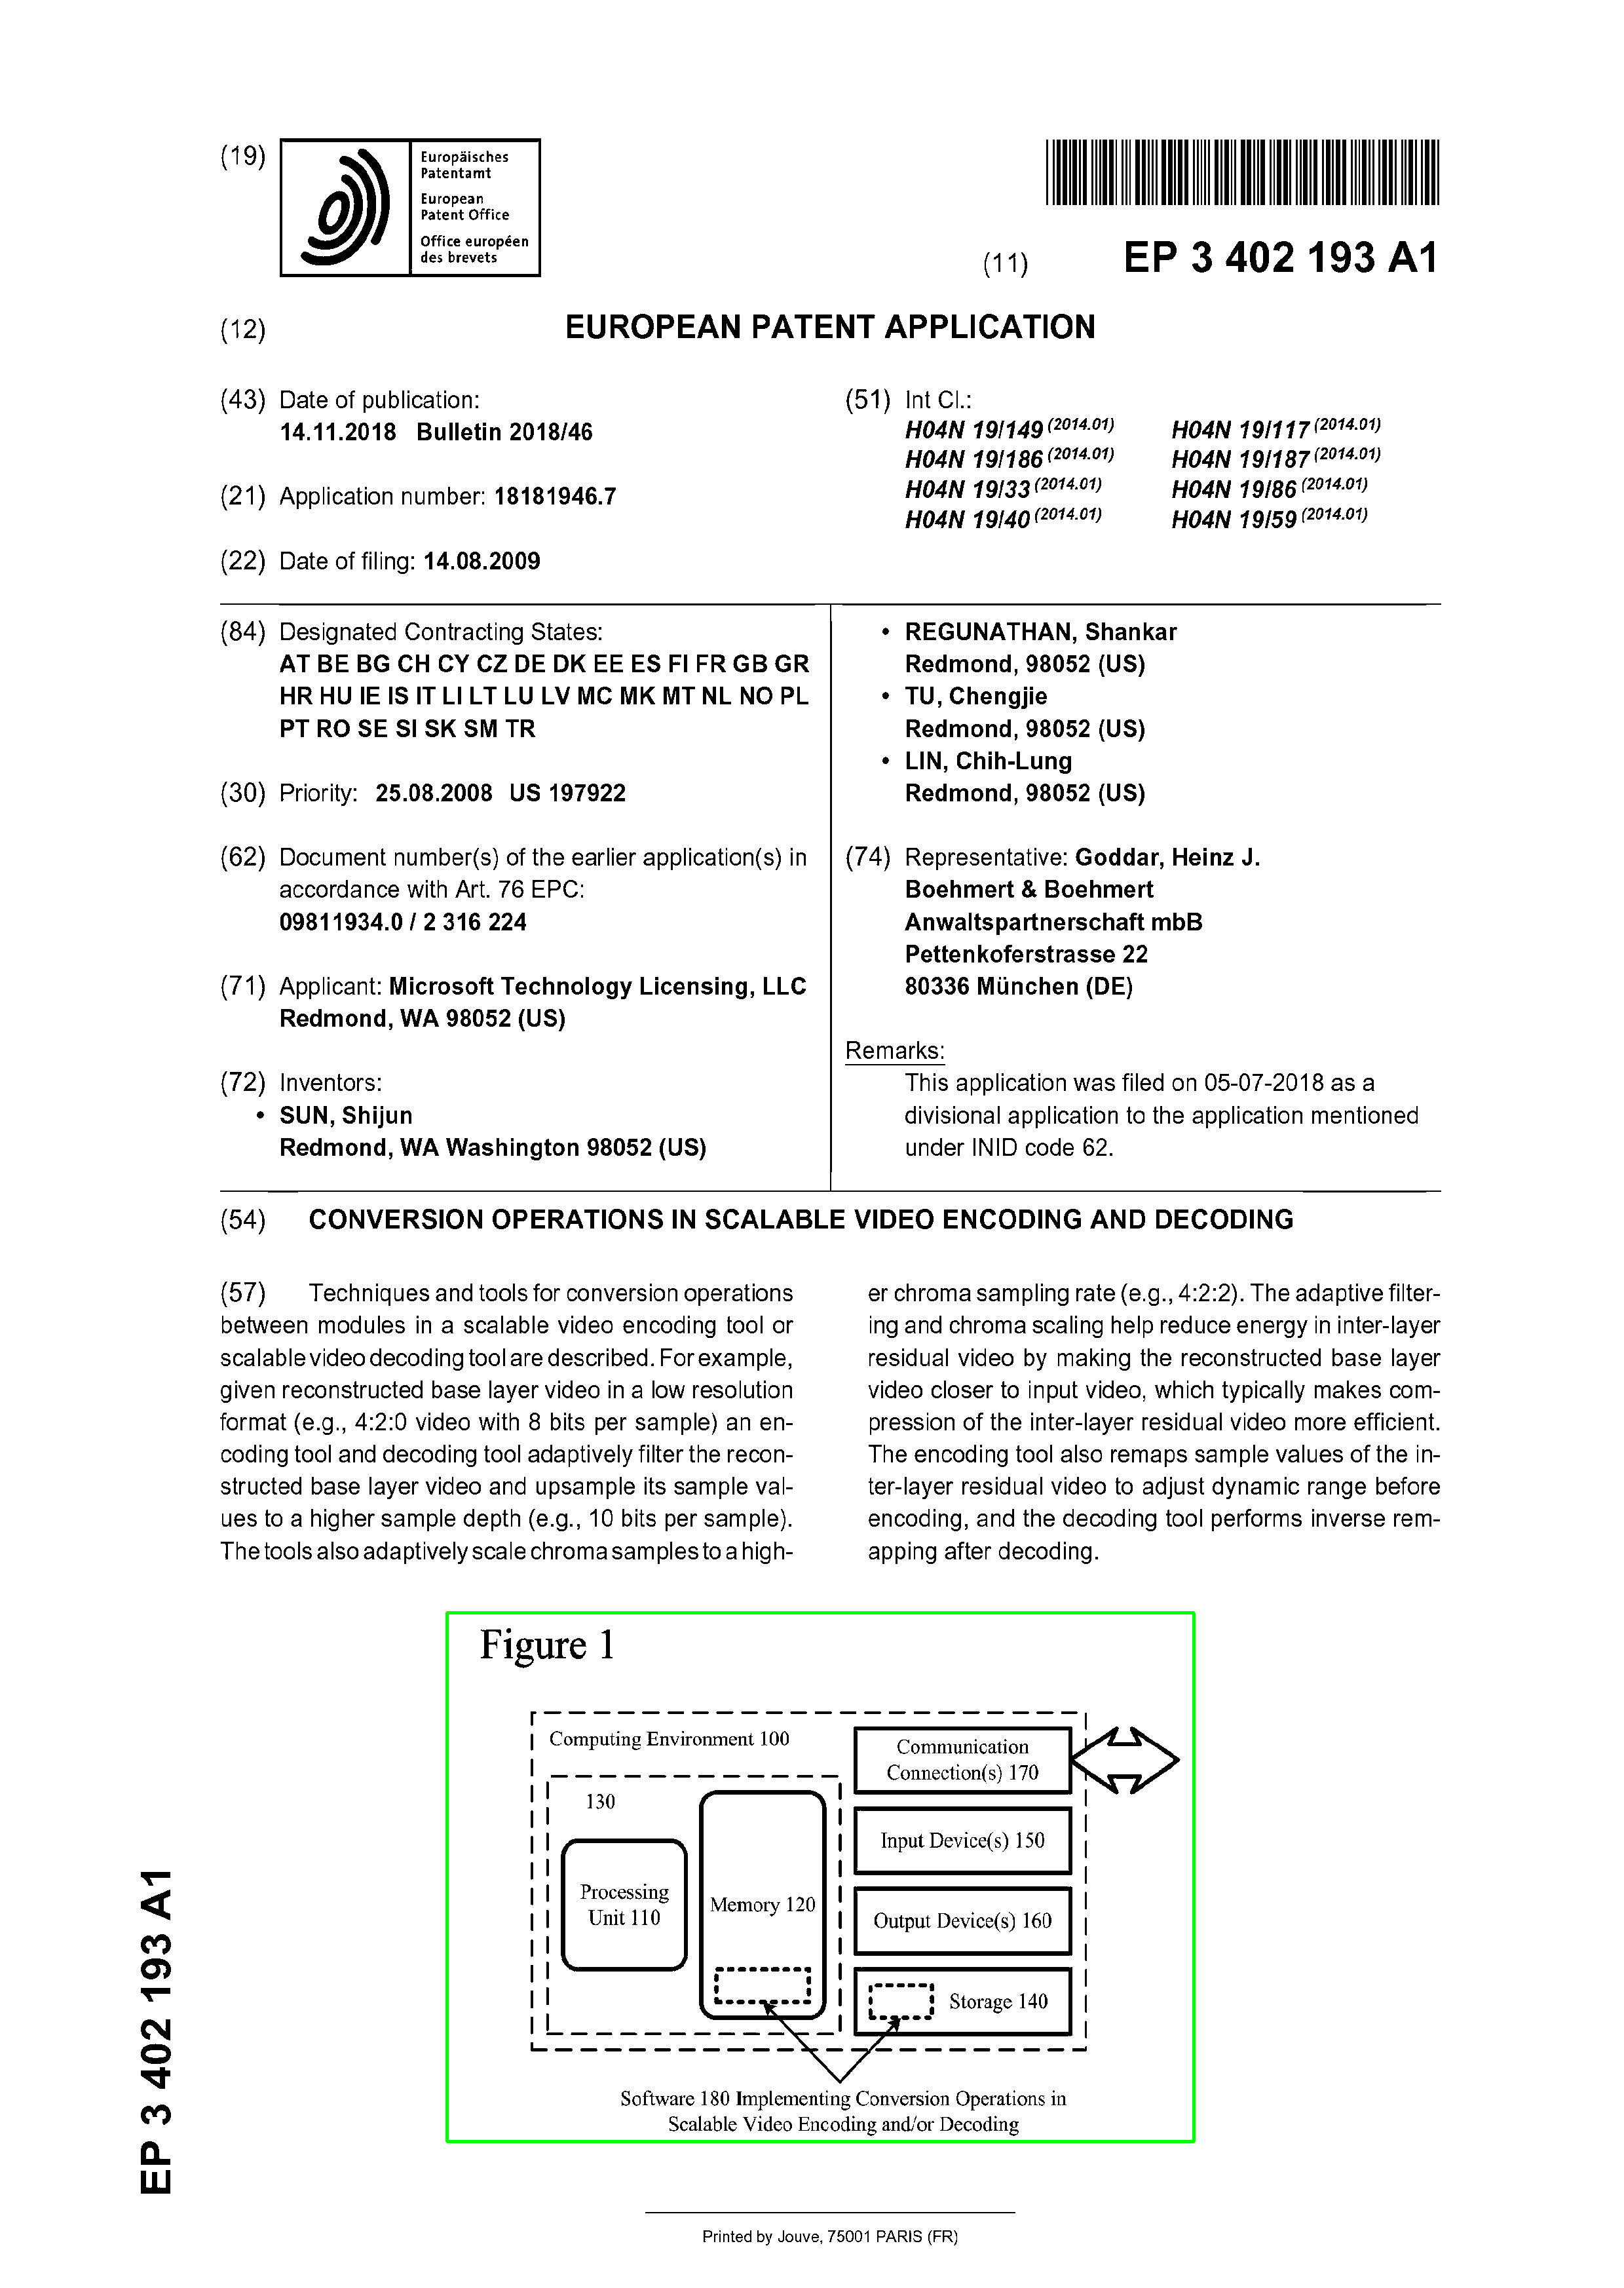 (19)
Europäisches
Patentamt
European
Patent Office
Office européen
des brevets
(11)
EP 3 402 193 A1
(12)
EUROPEAN PATENT APPLICATION
(43) Date of publication:
14.11.2018 Bulletin 2018/46
(21) Application number: 18181946.7
(22) Date of filing: 14.08.2009
(51) Int Cl.:
H04N 19/149 (2014.01) H04N 19/117 (2014.01)
H04N 19/186 (2014.01) H04N 19/187 (2014.01)
H04N 19/33 (2014.01) H04N 19/86 (2014.01)
H04N 19/40 (2014.01) H04N 19/59 (2014.01)
(84) Designated Contracting States:
AT BE BG CH CY CZ DE DK EE ES FI FR GB GR
HR HU IE IS IT LI LT LU LV MC MK MT NL NO PL
PT RO SE SI SK SM TR
(30) Priority: 25.08.2008 US 197922
(62) Document number(s) of the earlier application(s) in
accordance with Art. 76 EPC:
09811934.0 / 2 316 224
(71) Applicant: Microsoft Technology Licensing, LLC
Redmond, WA 98052 (US)
(72) Inventors:
• SUN, Shijun
Redmond, WA Washington 98052 (US)
• REGUNATHAN, Shankar
Redmond, 98052 (US)
• TU, Chengjie
Redmond, 98052 (US)
• LIN, Chih-Lung
Redmond, 98052 (US)
(74) Representative: Goddar, Heinz J.
Boehmert & Boehmert
Anwaltspartnerschaft mbB
Pettenkoferstrasse 22
80336 München (DE)
Remarks:
This application was filed on 05-07-2018 as a
divisional application to the application mentioned
under INID code 62.
(54) CONVERSION OPERATIONS IN SCALABLE VIDEO ENCODING AND DECODING
(57) Techniques and tools for conversion operations
between modules in a scalable video encoding tool or
scalable video decoding tool are described. For example,
given reconstructed base layer video in a low resolution
format (e.g., 4:2:0 video with 8 bits per sample) an en-
coding tool and decoding tool adaptively filter the recon-
structed base layer video and upsample its sample val-
ues to a higher sample depth (e.g., 10 bits per sample).
The tools also adaptively scale chroma samples to a high-
er chroma sampling rate (e.g., 4:2:2). The adaptive filter-
ing and chroma scaling help reduce energy in inter-layer
residual video by making the reconstructed base layer
video closer to input video, which typically makes com-
pression of the inter-layer residual video more efficient.
The encoding tool also remaps sample values of the in-
ter-layer residual video to adjust dynamic range before
encoding, and the decoding tool performs inverse rem-
apping after decoding.
Figure 1
Computing Environment 100
130
Processing
Unit 110
Memory 120
Communication
Connection(s) 170
Input Device(s) 150
Output Device(s) 160
Storage 140
Software 180 Implementing Conversion Operations in
Scalable Video Encoding and/or Decoding
EP 3 402 193 A1
Printed by Jouve, 75001 PARIS (FR)